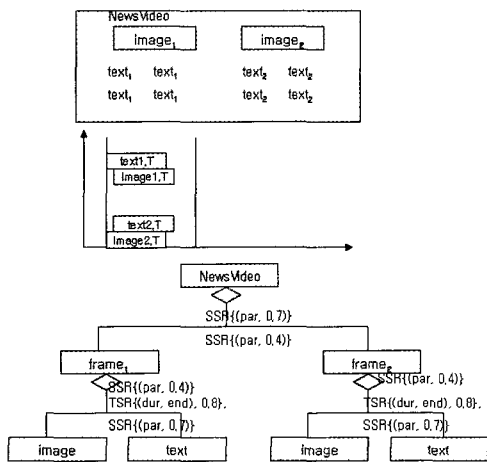 NewsVideo
image₁ image₂
text₁ text₁ text₂ text₂
text₁ text₁ text₂ text₂
text1,T
Image1,T
text2,T
Image2,T
NewsVideo
SSR{(par, 0,7)}
SSR{(par, 0,4)}
frame₁ frame₂
SSR{(par, 0,4)} SSR{(par, 0,4)}
TSR{(dur, end), 0,8}, TSR{(dur, end), 0,8},
SSR{(par, 0,7)} SSR{(par, 0,7)}
image text image text